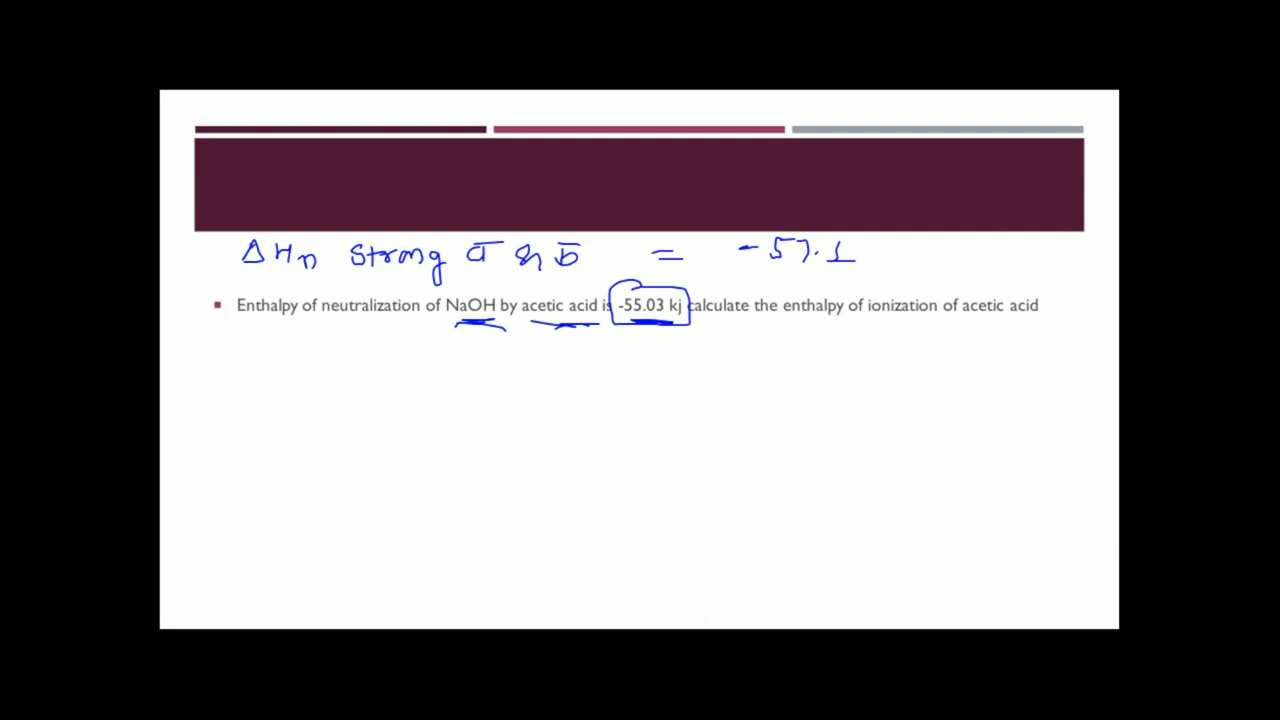 ΔHn Strong a̅ & b̅ = -57.1
Enthalpy of neutralization of NaOH by acetic acid is -55.03 kj calculate the enthalpy of ionization of acetic acid